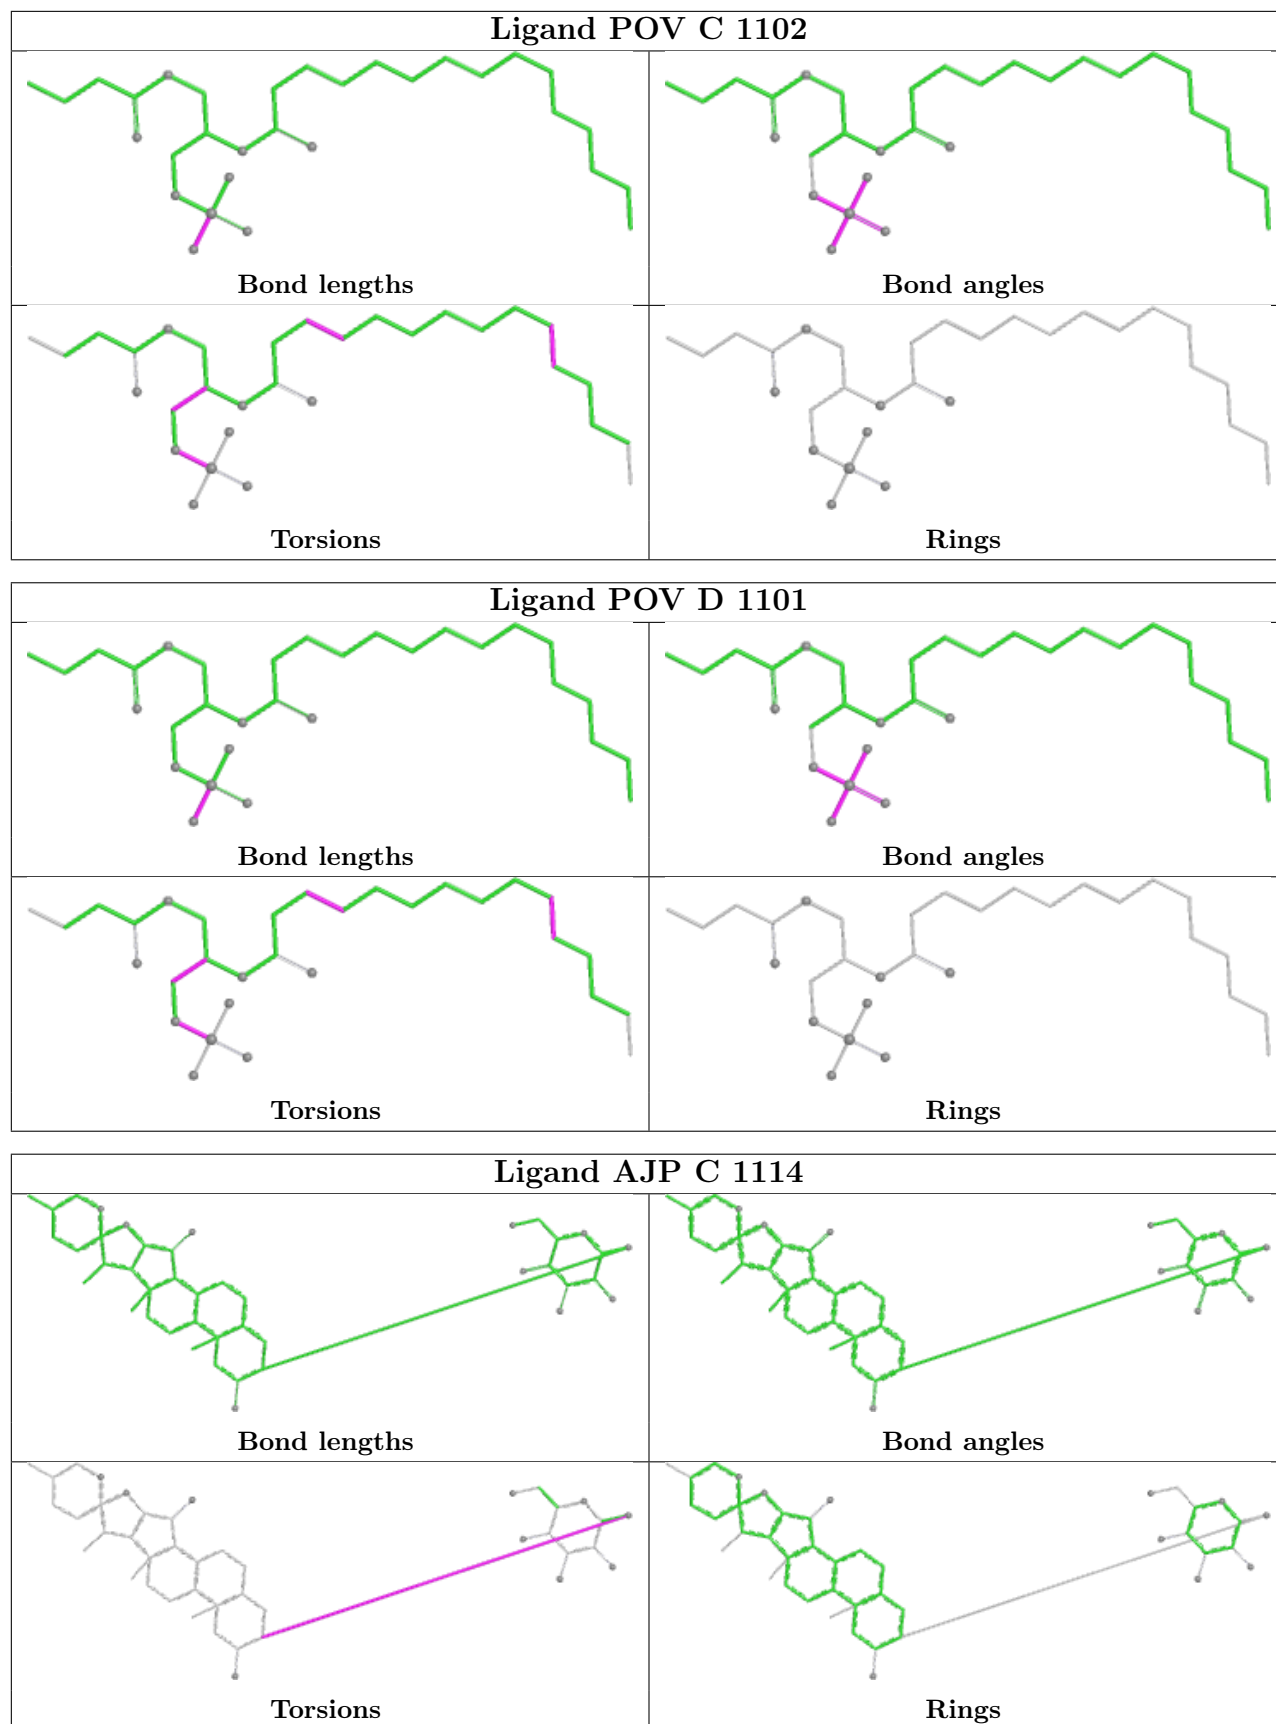 Ligand POV C 1102
Bond lengths
Bond angles
Torsions
Rings
Ligand POV D 1101
Bond lengths
Bond angles
Torsions
Rings
Ligand AJP C 1114
Bond lengths
Bond angles
Torsions
Rings